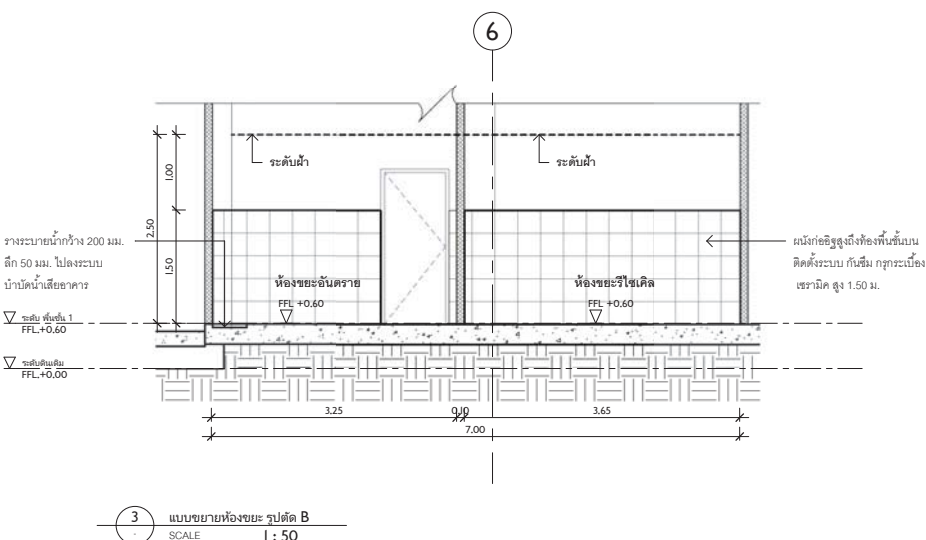 6
ระดับฝ้า
ระดับฝ้า
1.00
2.50
1.50
รางระบายน้ำกว้าง 200 มม.
ลึก 50 มม. ไปลงระบบ
บำบัดน้ำเสียอาคาร
ผนังก่ออิฐสูงถึงท้องพื้นชั้นบน
ติดตั้งระบบ กันซึม กรุกระเบื้อง
เซรามิค สูง 1.50 ม.
ห้องขยะอันตราย
FFL +0.60
ห้องขยะรีไซเคิล
FFL +0.60
ระดับ พื้นชั้น 1
FFL.+0.60
ระดับดินเดิม
FFL.+0.00
3.25
0.10
3.65
7.00
3
แบบขยายห้องขยะ รูปตัด B
SCALE 1 : 50